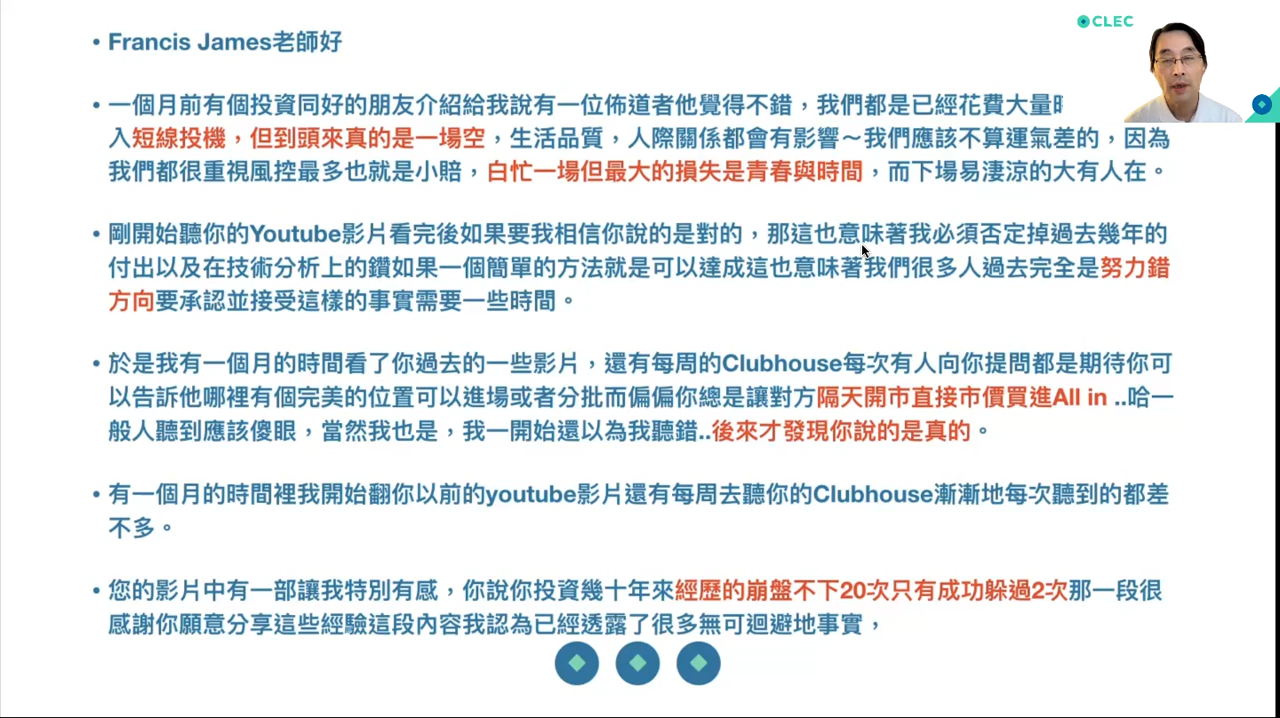 CLEC
• Francis James老師好
• 一個月前有個投資同好的朋友介紹給我說有一位佈道者他覺得不錯，我們都是已經花費大量
入短線投機，但到頭來真的是一場空，生活品質，人際關係都會有影響～我們應該不算運氣差的，因為
我們都很重視風控最多也就是小賠，白忙一場但最大的損失是青春與時間，而下場易淒涼的大有人在。
• 剛開始聽你的Youtube影片看完後如果要我相信你說的是對的，那這也意味著我必須否定掉過去幾年的
付出以及在技術分析上的鑽如果一個簡單的方法就是可以達成這也意味著我們很多人過去完全是努力錯
方向要承認並接受這樣的事實需要一些時間。
• 於是我有一個月的時間看了你過去的一些影片，還有每周的Clubhouse每次有人向你提問都是期待你可
以告訴他哪裡有個完美的位置可以進場或者分批而偏偏你總是讓對方隔天開市直接市價買進All in ..哈一
般人聽到應該傻眼，當然我也是，我一開始還以為我聽錯..後來才發現你說的是真的。
• 有一個月的時間裡我開始翻你以前的youtube影片還有每周去聽你的Clubhouse漸漸地每次聽到的都差
不多。
• 您的影片中有一部讓我特別有感，你說你投資幾十年來經歷的崩盤不下20次只有成功躲過2次那一段很
感謝你願意分享這些經驗這段內容我認為已經透露了很多無可迴避地事實，